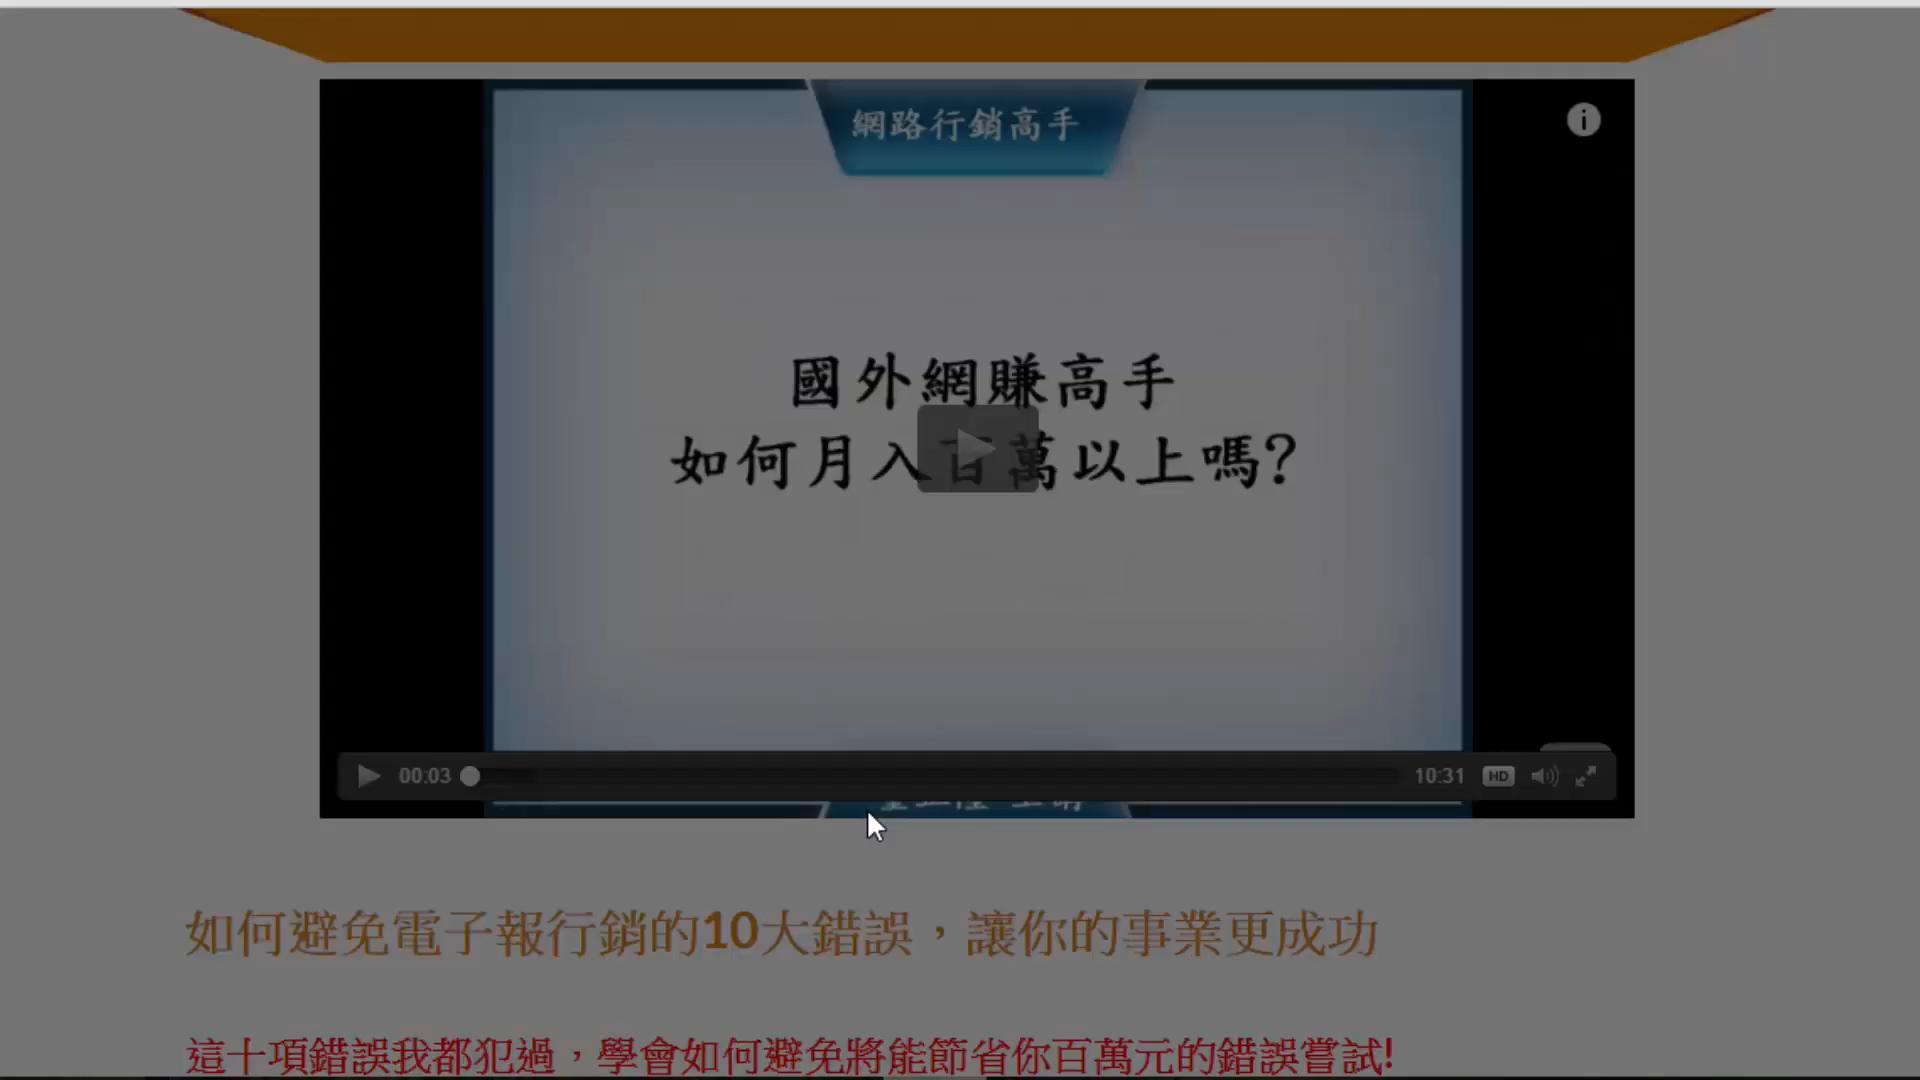 網路行銷高手
國外網賺高手
如何月入百萬以上嗎?
00:03
10:31
HD
如何避免電子報行銷的10大錯誤，讓你的事業更成功
這十項錯誤我都犯過，學會如何避免將能節省你百萬元的錯誤嘗試!